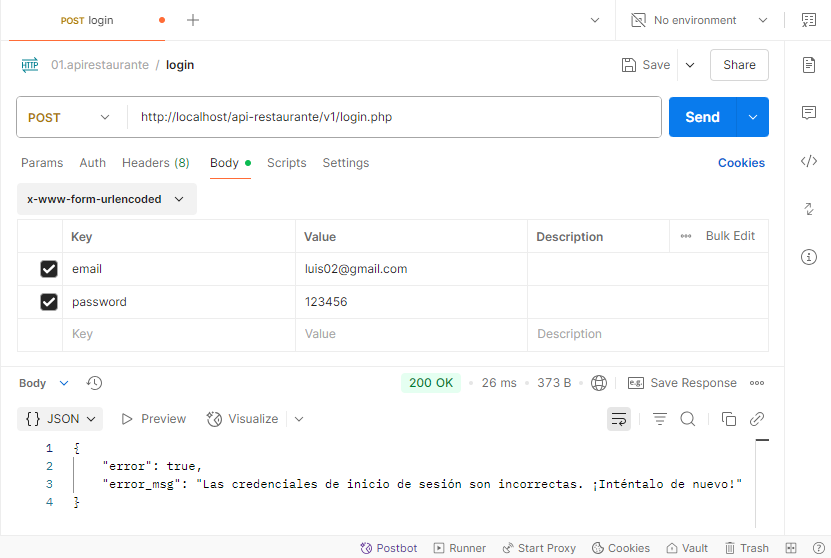 POST login
No environment
HTTP 01.apirestaurante / login
Save
Share
POST http://localhost/api-restaurante/v1/login.php
Send
Params Auth Headers (8) Body Scripts Settings Cookies
x-www-form-urlencoded
Key Value Description Bulk Edit
email luis02@gmail.com
password 123456
Key Value Description
Body 200 OK 26 ms 373 B e.g. Save Response
{} JSON Preview Visualize
1 {
2 "error": true,
3 "error_msg": "Las credenciales de inicio de sesión son incorrectas. ¡Inténtalo de nuevo!"
4 }
Postbot Runner Start Proxy Cookies Vault Trash